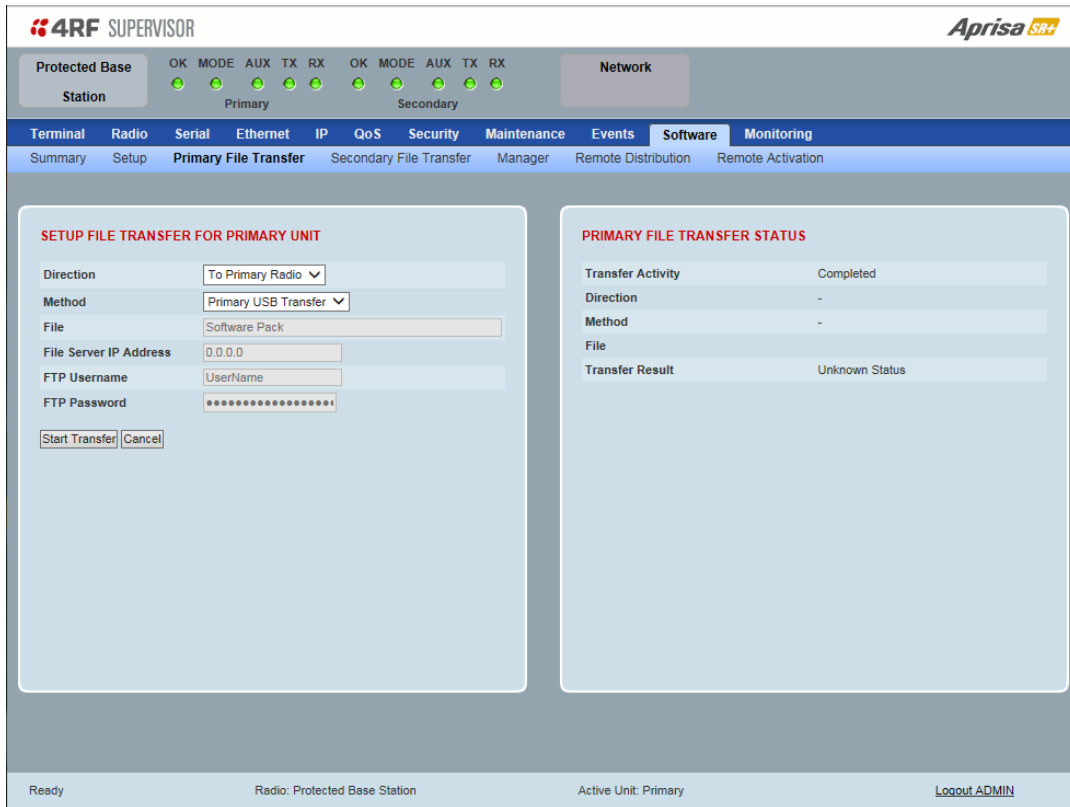 4RF SUPERVISOR
Aprisa SR+
Protected Base Station
OK MODE AUX TX RX
Primary
OK MODE AUX TX RX
Secondary
Network
Terminal Radio Serial Ethernet IP QoS Security Maintenance Events Software Monitoring
Summary Setup Primary File Transfer Secondary File Transfer Manager Remote Distribution Remote Activation
SETUP FILE TRANSFER FOR PRIMARY UNIT
Direction To Primary Radio
Method Primary USB Transfer
File Software Pack
File Server IP Address 0.0.0.0
FTP Username UserName
FTP Password
Start Transfer Cancel
PRIMARY FILE TRANSFER STATUS
Transfer Activity Completed
Direction -
Method -
File
Transfer Result Unknown Status
Ready Radio: Protected Base Station Active Unit: Primary Logout ADMIN